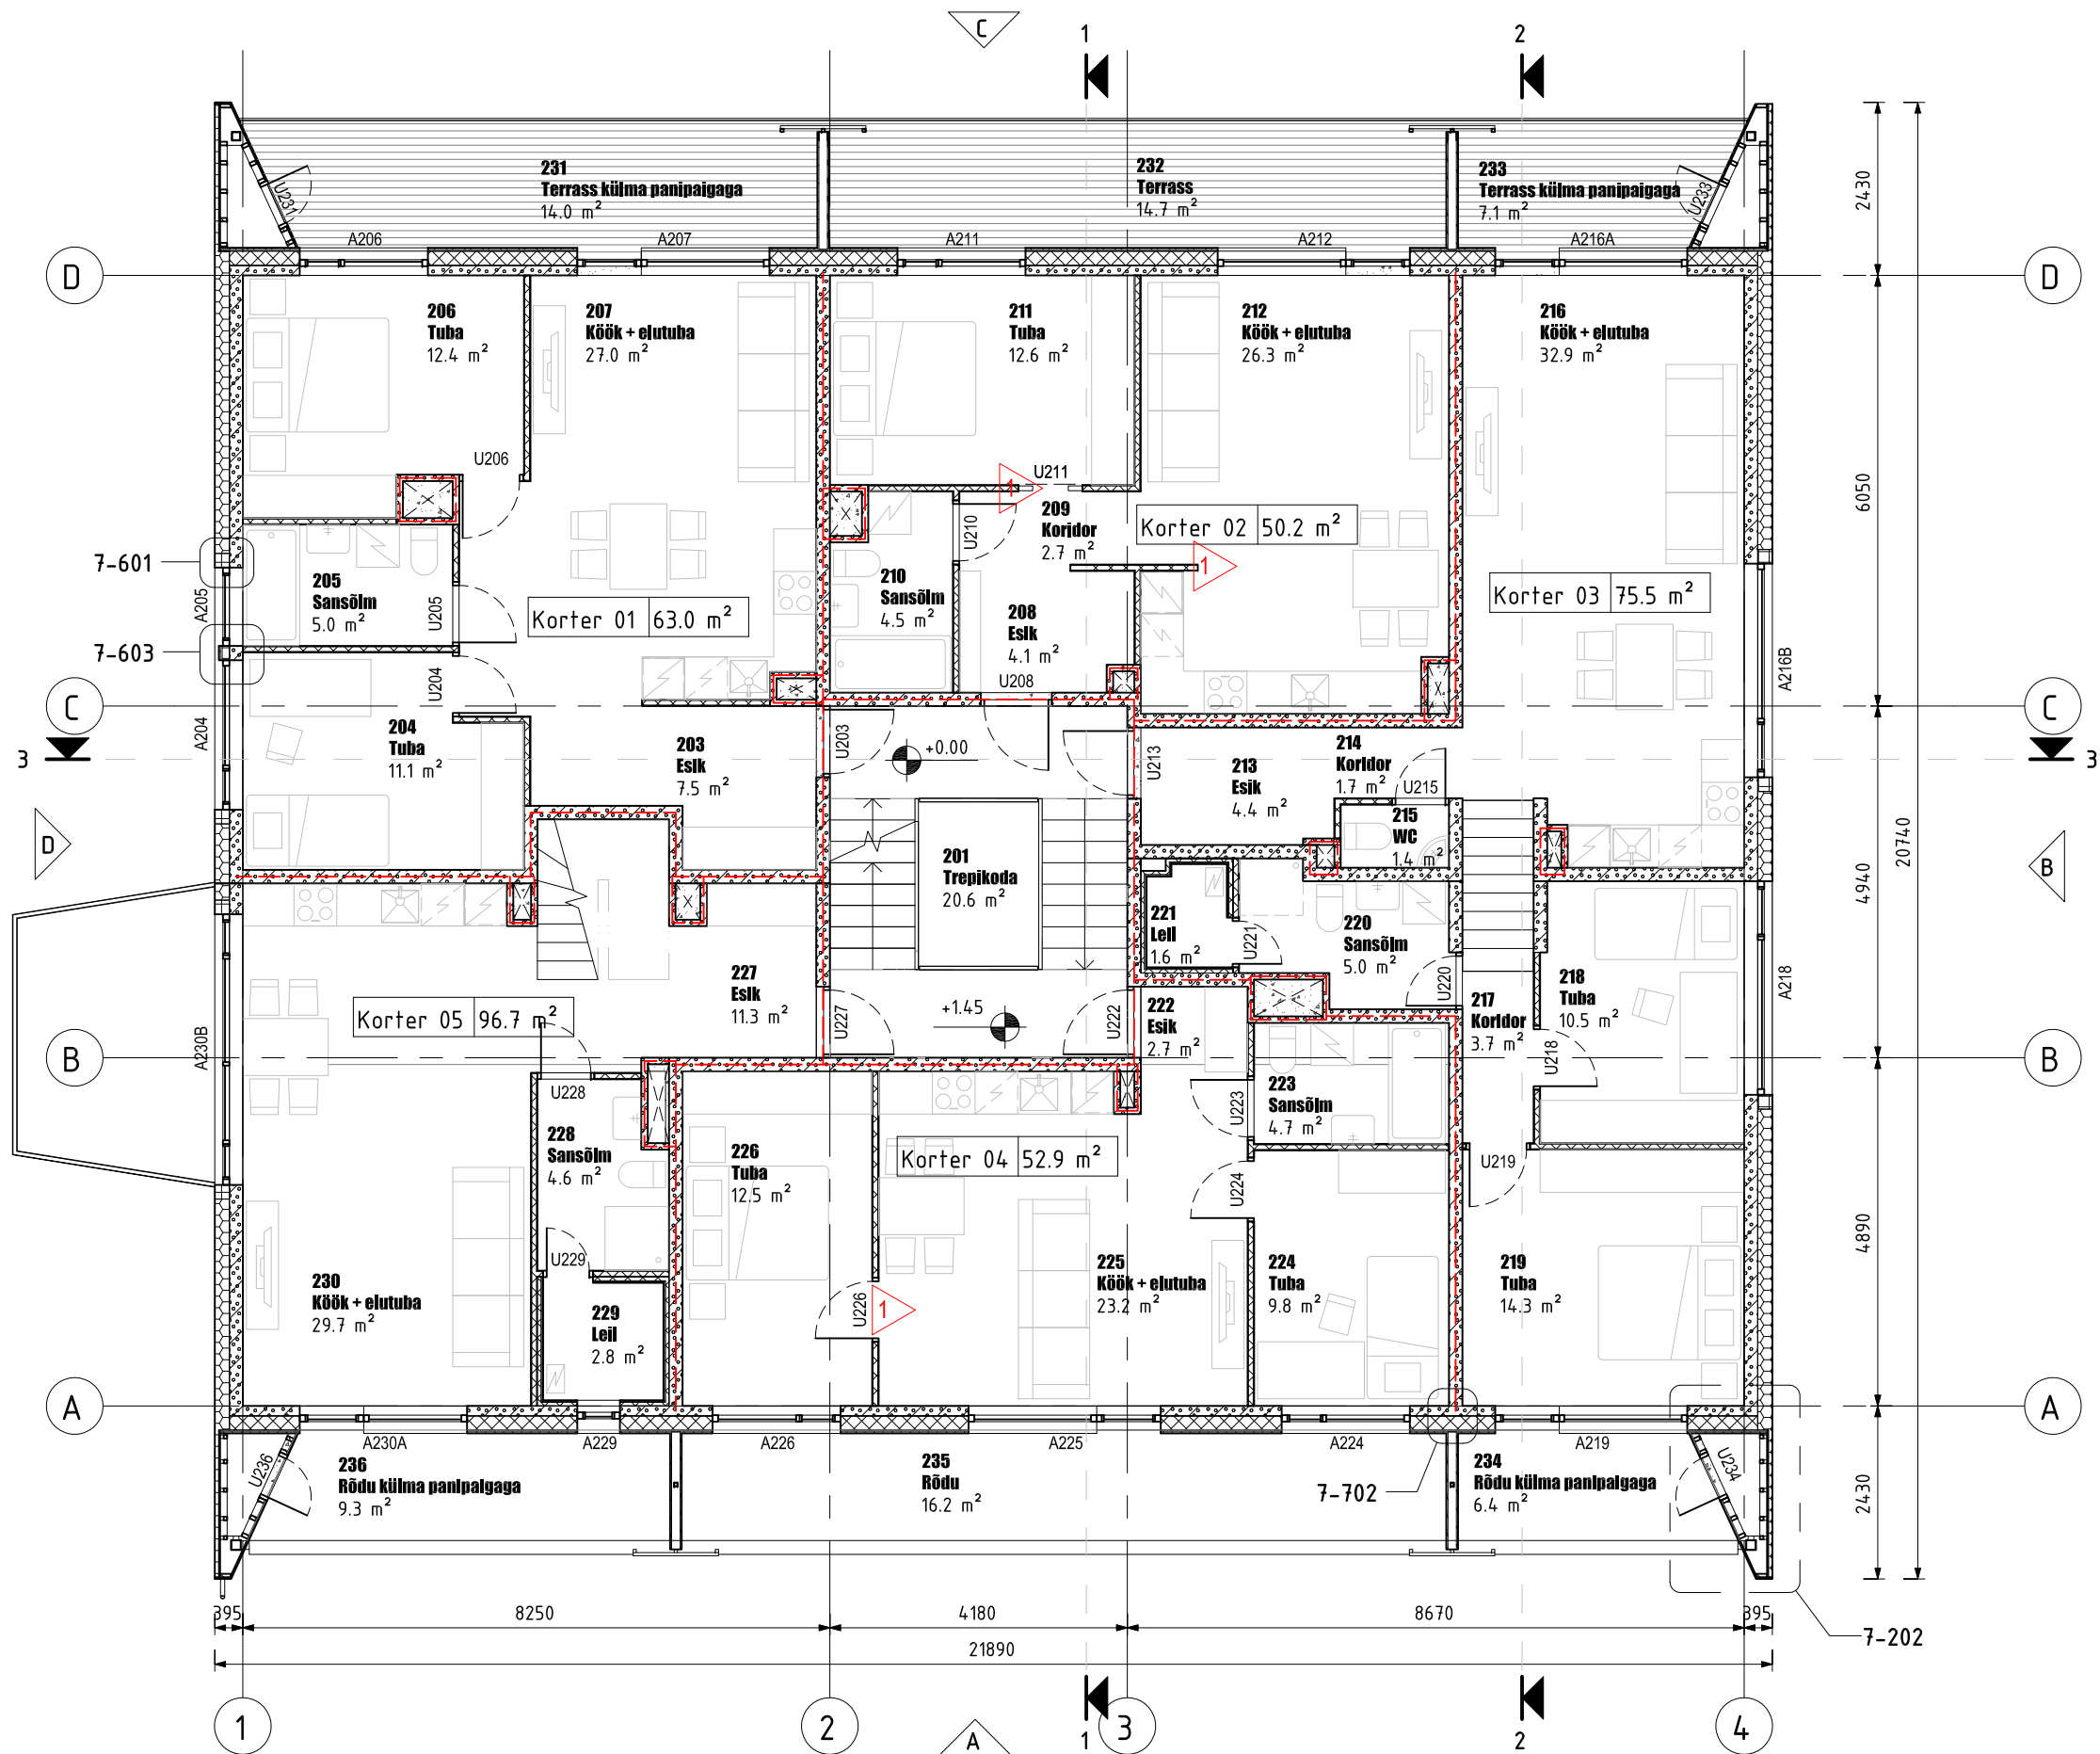 C
1
2
231
Terrass külma panipaigaga
14.0 m²
232
Terrass
14.7 m²
233
Terrass külma panipaigaga
7.1 m²
U231
U233
2430
A206
A207
A211
A212
A216A
D
D
206
Tuba
12.4 m²
207
Köök + elutuba
27.0 m²
211
Tuba
12.6 m²
212
Köök + elutuba
26.3 m²
216
Köök + elutuba
32.9 m²
6050
U206
U211
1
209
Koridor
2.7 m²
Korter 02 50.2 m²
U210
7-601
1
205
Sansõlm
5.0 m²
A205
U205
210
Sansõlm
4.5 m²
Korter 01 63.0 m²
Korter 03 75.5 m²
208
Esik
4.1 m²
7-603
U204
U208
A216B
C
C
204
Tuba
11.1 m²
A204
203
Esik
7.5 m²
U203
+0.00
U213
213
Esik
4.4 m²
214
Koridor
1.7 m²
U215
3
3
215
WC
1.4 m²
D
B
201
Trepikoda
20.6 m²
4940
20740
221
Leil
1.6 m²
U221
220
Sansõlm
5.0 m²
U220
227
Esik
11.3 m²
U227
+1.45
U222
222
Esik
2.7 m²
217
Koridor
3.7 m²
218
Tuba
10.5 m²
A218
Korter 05 96.7 m²
A230B
B
B
U218
U228
U223
223
Sansõlm
4.7 m²
228
Sansõlm
4.6 m²
226
Tuba
12.5 m²
Korter 04 52.9 m²
U224
U219
4890
U229
230
Köök + elutuba
29.7 m²
229
Leil
2.8 m²
U226
1
225
Köök + elutuba
23.2 m²
224
Tuba
9.8 m²
219
Tuba
14.3 m²
A
A
A230A
A229
A226
A225
A224
A219
U236
236
Rõdu külma panipaigaga
9.3 m²
235
Rõdu
16.2 m²
7-702
234
Rõdu külma panipaigaga
6.4 m²
U234
2430
395
8250
4180
8670
395
21890
7-202
1
2
3
4
A
1
2